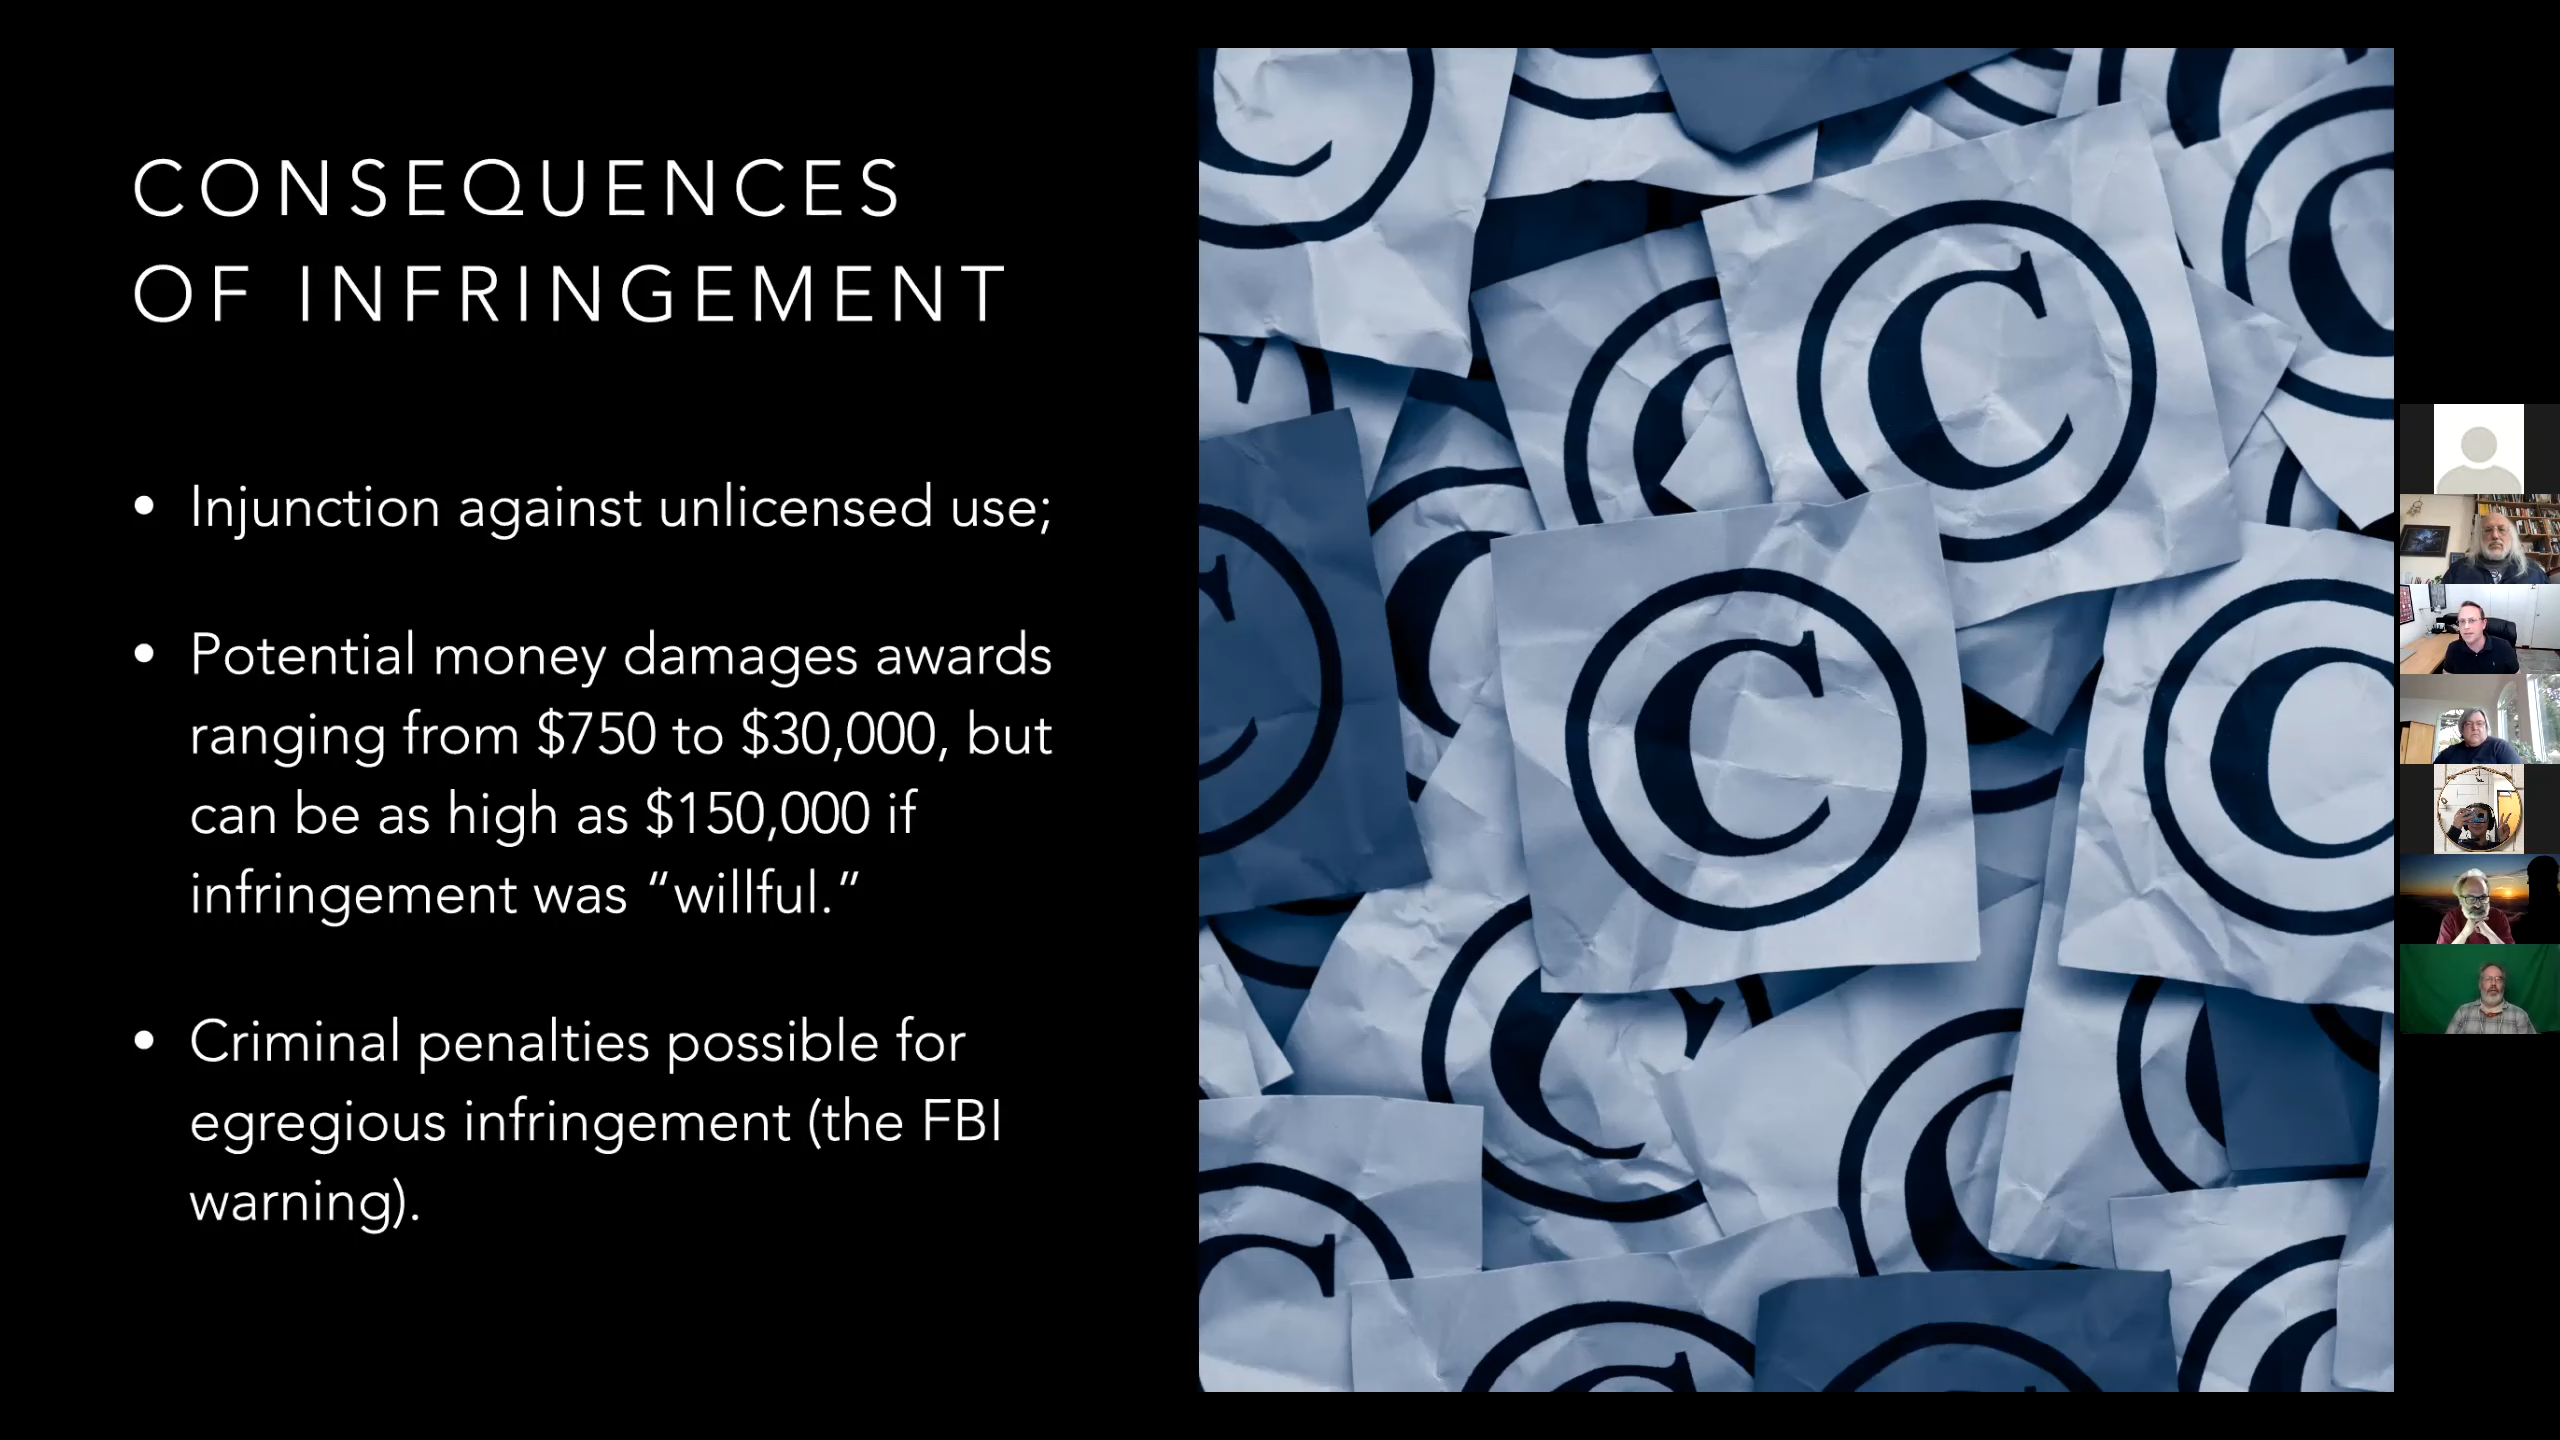 CONSEQUENCES
OF INFRINGEMENT
• Injunction against unlicensed use;
• Potential money damages awards
ranging from $750 to $30,000, but
can be as high as $150,000 if
infringement was “willful.”
• Criminal penalties possible for
egregious infringement (the FBI
warning).